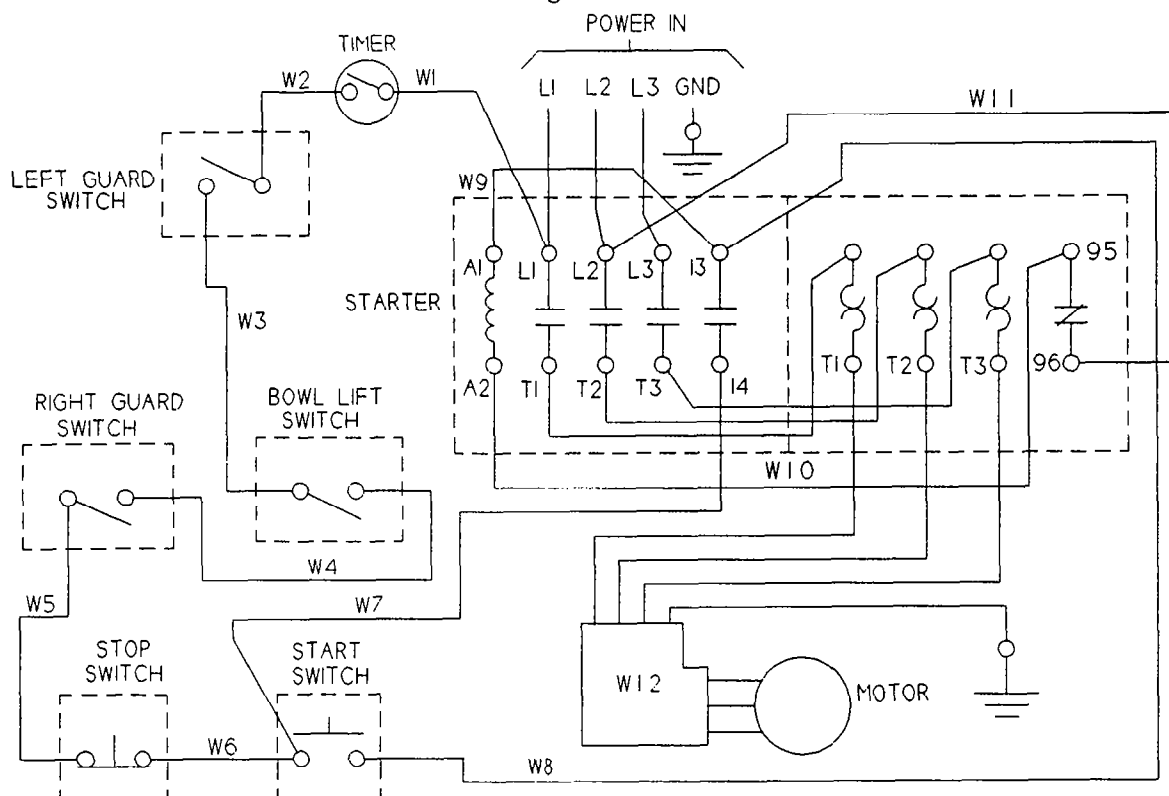 POWER IN
TIMER
L1 L2 L3 GND
W2
W1
W11
LEFT GUARD
SWITCH
W9
A1 L1 L2 L3 13
95
STARTER
W3
A2 T1 T2 T3 14
T1 T2 T3 96
RIGHT GUARD
SWITCH
BOWL LIFT
SWITCH
W10
W4
W5
W7
STOP
SWITCH
START
SWITCH
W12
MOTOR
W6
W8